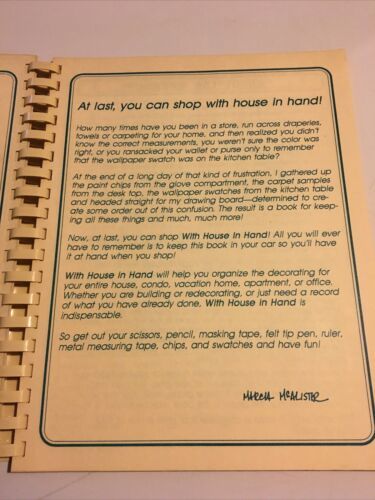 At last, you can shop with house in hand!
How many times have you been in a store, run across draperies,
towels or carpeting for your home, and then realized you didn't
know the correct measurements, you weren't sure the color was
right, or you ransacked your wallet or purse only to remember
that the wallpaper swatch was on the kitchen table?
At the end of a long day of that kind of frustration, I gathered up
the paint chips from the glove compartment, the carpet samples
from the desk top, the wallpaper swatches from the kitchen table
and headed straight for my drawing board—determined to cre-
ate some order out of this confusion. The result is a book for keep-
ing all these things and much, much more!
Now, at last, you can shop With House In Hand! All you will ever
have to remember is to keep this book in your car so you'll have
it at hand when you shop!
With House in Hand will help you organize the decorating for
your entire house, condo, vacation home, apartment, or office.
Whether you are building or redecorating, or just need a record
of what you have already done, With House In Hand is
indispensable.
So get out your scissors, pencil, masking tape, felt tip pen, ruler,
metal measuring tape, chips, and swatches and have fun!
MARCIA McALISTER